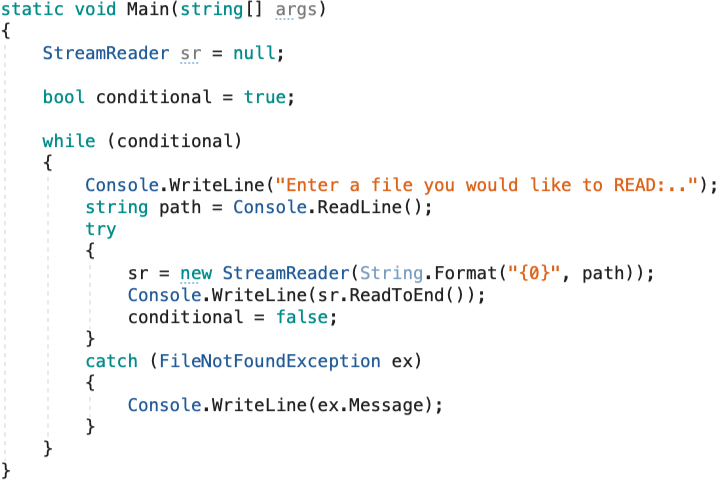 static void Main(string[] args)
{
    StreamReader sr = null;

    bool conditional = true;

    while (conditional)
    {
        Console.WriteLine("Enter a file you would like to READ:..");
        string path = Console.ReadLine();
        try
        {
            sr = new StreamReader(String.Format("{0}", path));
            Console.WriteLine(sr.ReadToEnd());
            conditional = false;
        }
        catch (FileNotFoundException ex)
        {
            Console.WriteLine(ex.Message);
        }
    }
}